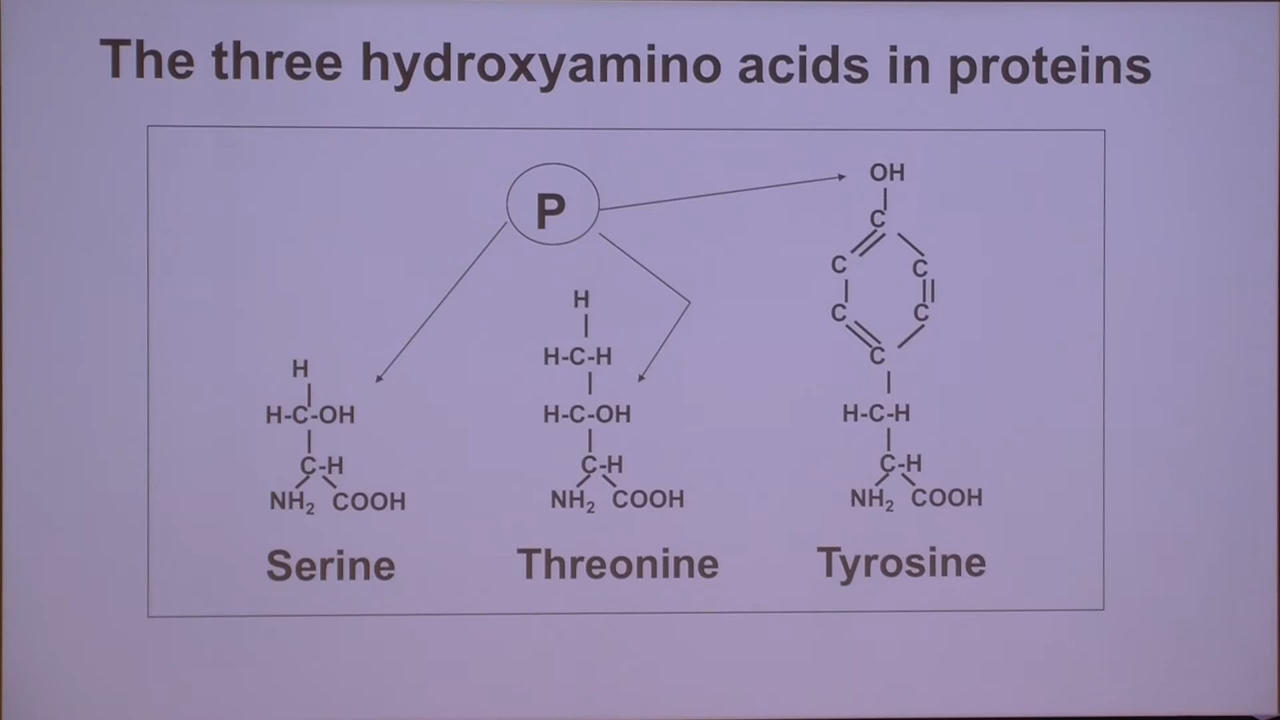 The three hydroxyamino acids in proteins
P
H
H-C-OH
C-H
NH₂ COOH
Serine
H
H-C-H
H-C-OH
C-H
NH₂ COOH
Threonine
OH
C
C C
C C
C
H-C-H
C-H
NH₂ COOH
Tyrosine